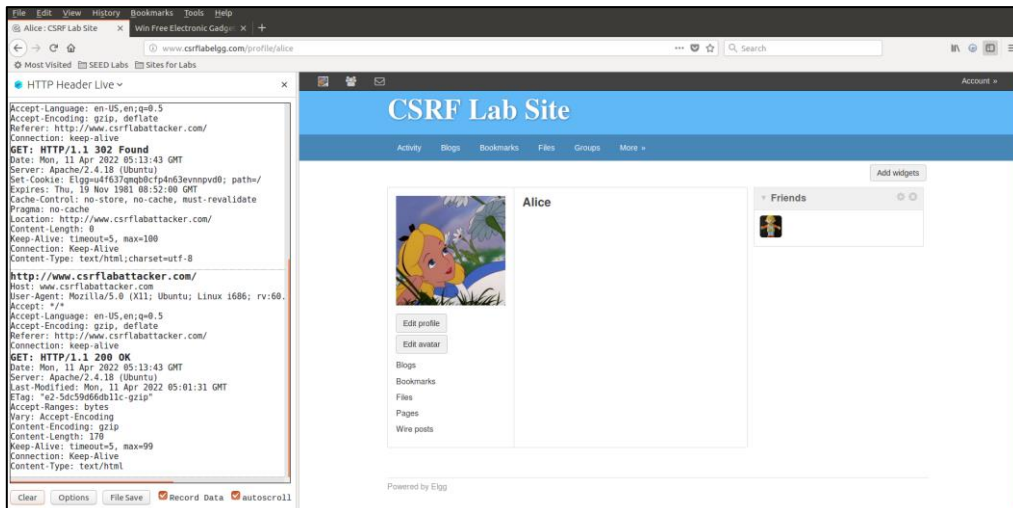 File Edit View History Bookmarks Tools Help
Alice : CSRF Lab Site × Win Free Electronic Gadge × +
www.csrflabelgg.com/profile/alice ··· Search
Most Visited SEED Labs Sites for Labs
HTTP Header Live ×
Accept-Language: en-US,en;q=0.5
Accept-Encoding: gzip, deflate
Referer: http://www.csrflabattacker.com/
Connection: keep-alive
GET: HTTP/1.1 302 Found
Date: Mon, 11 Apr 2022 05:13:43 GMT
Server: Apache/2.4.18 (Ubuntu)
Set-Cookie: Elgg=u4f637qmqb0cfp4n63evnnpvd0; path=/
Expires: Thu, 19 Nov 1981 08:52:00 GMT
Cache-Control: no-store, no-cache, must-revalidate
Pragma: no-cache
Location: http://www.csrflabattacker.com/
Content-Length: 0
Keep-Alive: timeout=5, max=100
Connection: Keep-Alive
Content-Type: text/html;charset=utf-8
http://www.csrflabattacker.com/
Host: www.csrflabattacker.com
User-Agent: Mozilla/5.0 (X11; Ubuntu; Linux i686; rv:60.
Accept: */*
Accept-Language: en-US,en;q=0.5
Accept-Encoding: gzip, deflate
Referer: http://www.csrflabattacker.com/
Connection: keep-alive
GET: HTTP/1.1 200 OK
Date: Mon, 11 Apr 2022 05:13:43 GMT
Server: Apache/2.4.18 (Ubuntu)
Last-Modified: Mon, 11 Apr 2022 05:01:31 GMT
ETag: "e2-5dc59d66db11c-gzip"
Accept-Ranges: bytes
Vary: Accept-Encoding
Content-Encoding: gzip
Content-Length: 170
Keep-Alive: timeout=5, max=99
Connection: Keep-Alive
Content-Type: text/html
Clear Options File Save Record Data autoscroll
Account »
CSRF Lab Site
Activity Blogs Bookmarks Files Groups More »
Add widgets
Alice
Friends
Edit profile
Edit avatar
Blogs
Bookmarks
Files
Pages
Wire posts
Powered by Elgg